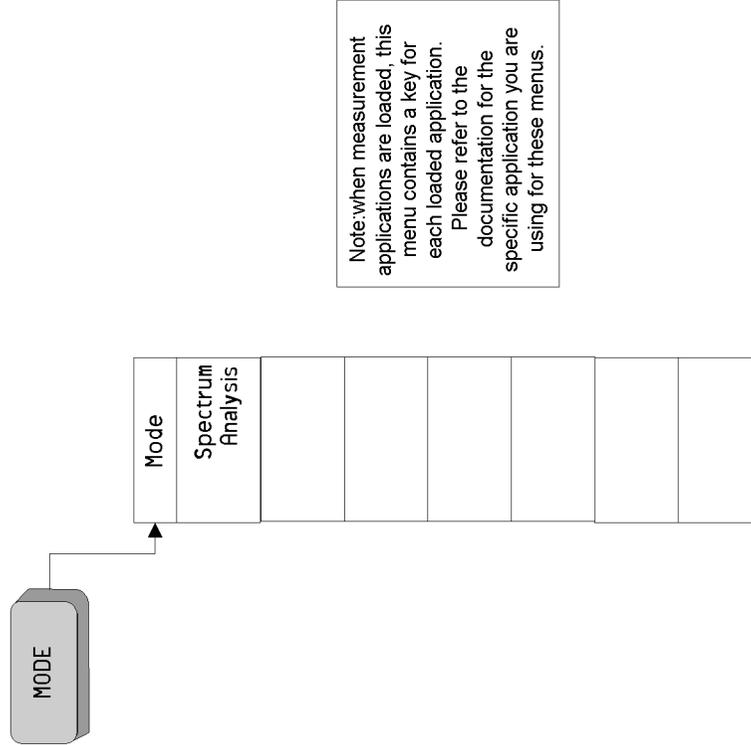 MODE
Mode
Spectrum
Analysis
Note:when measurement
applications are loaded, this
menu contains a key for
each loaded application.
Please refer to the
documentation for the
specific application you are
using for these menus.